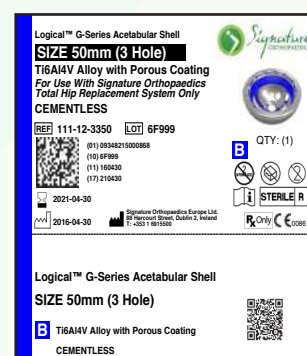 Logical™ G-Series Acetabular Shell
Signature
ORTHOPAEDICS
SIZE 50mm (3 Hole)
Ti6Al4V Alloy with Porous Coating
For Use With Signature Orthopaedics
Total Hip Replacement System Only
CEMENTLESS
REF 111-12-3350 LOT 6F999
(01) 09348215000868
(10) 6F999
(11) 160430
(17) 210430
QTY: (1)
B
2
i STERILE R
2021-04-30
2016-04-30
Signature Orthopaedics Europe Ltd.
88 Harcourt Street, Dublin 2, Ireland
T: +353 1 6915500
Rx Only CE 0086
Logical™ G-Series Acetabular Shell
SIZE 50mm (3 Hole)
B Ti6Al4V Alloy with Porous Coating
CEMENTLESS